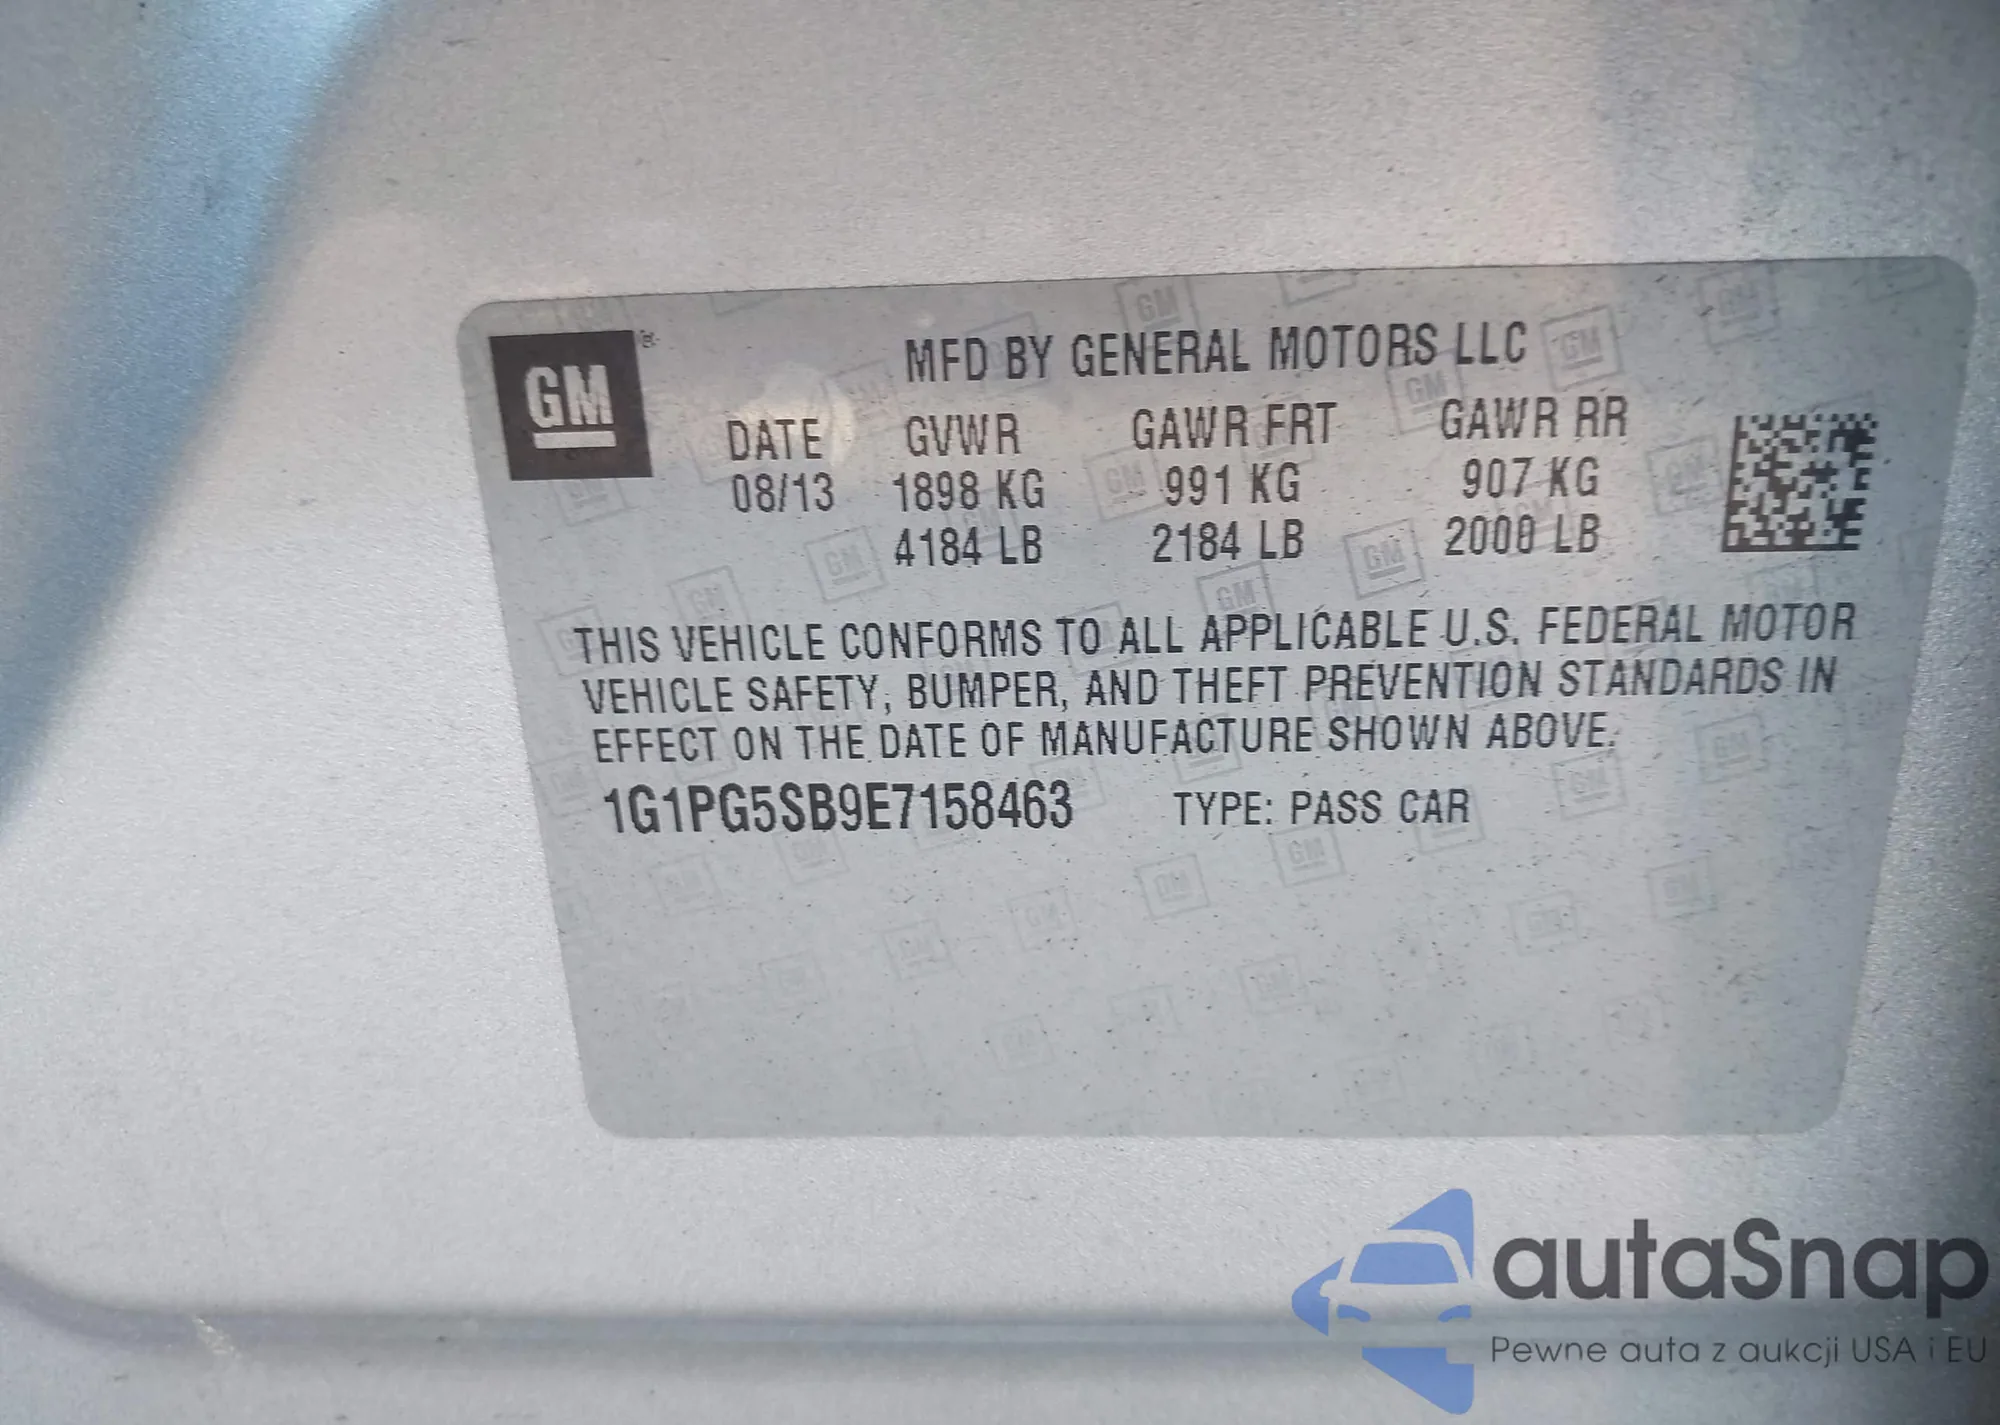 GM
MFD BY GENERAL MOTORS LLC
DATE GVWR GAWR FRT GAWR RR
08/13 1898 KG 991 KG 907 KG
4184 LB 2184 LB 2000 LB
THIS VEHICLE CONFORMS TO ALL APPLICABLE U.S. FEDERAL MOTOR
VEHICLE SAFETY, BUMPER, AND THEFT PREVENTION STANDARDS IN
EFFECT ON THE DATE OF MANUFACTURE SHOWN ABOVE.
1G1PG5SB9E7158463 TYPE: PASS CAR
autaSnap
Pewne auta z aukcji USA i EU